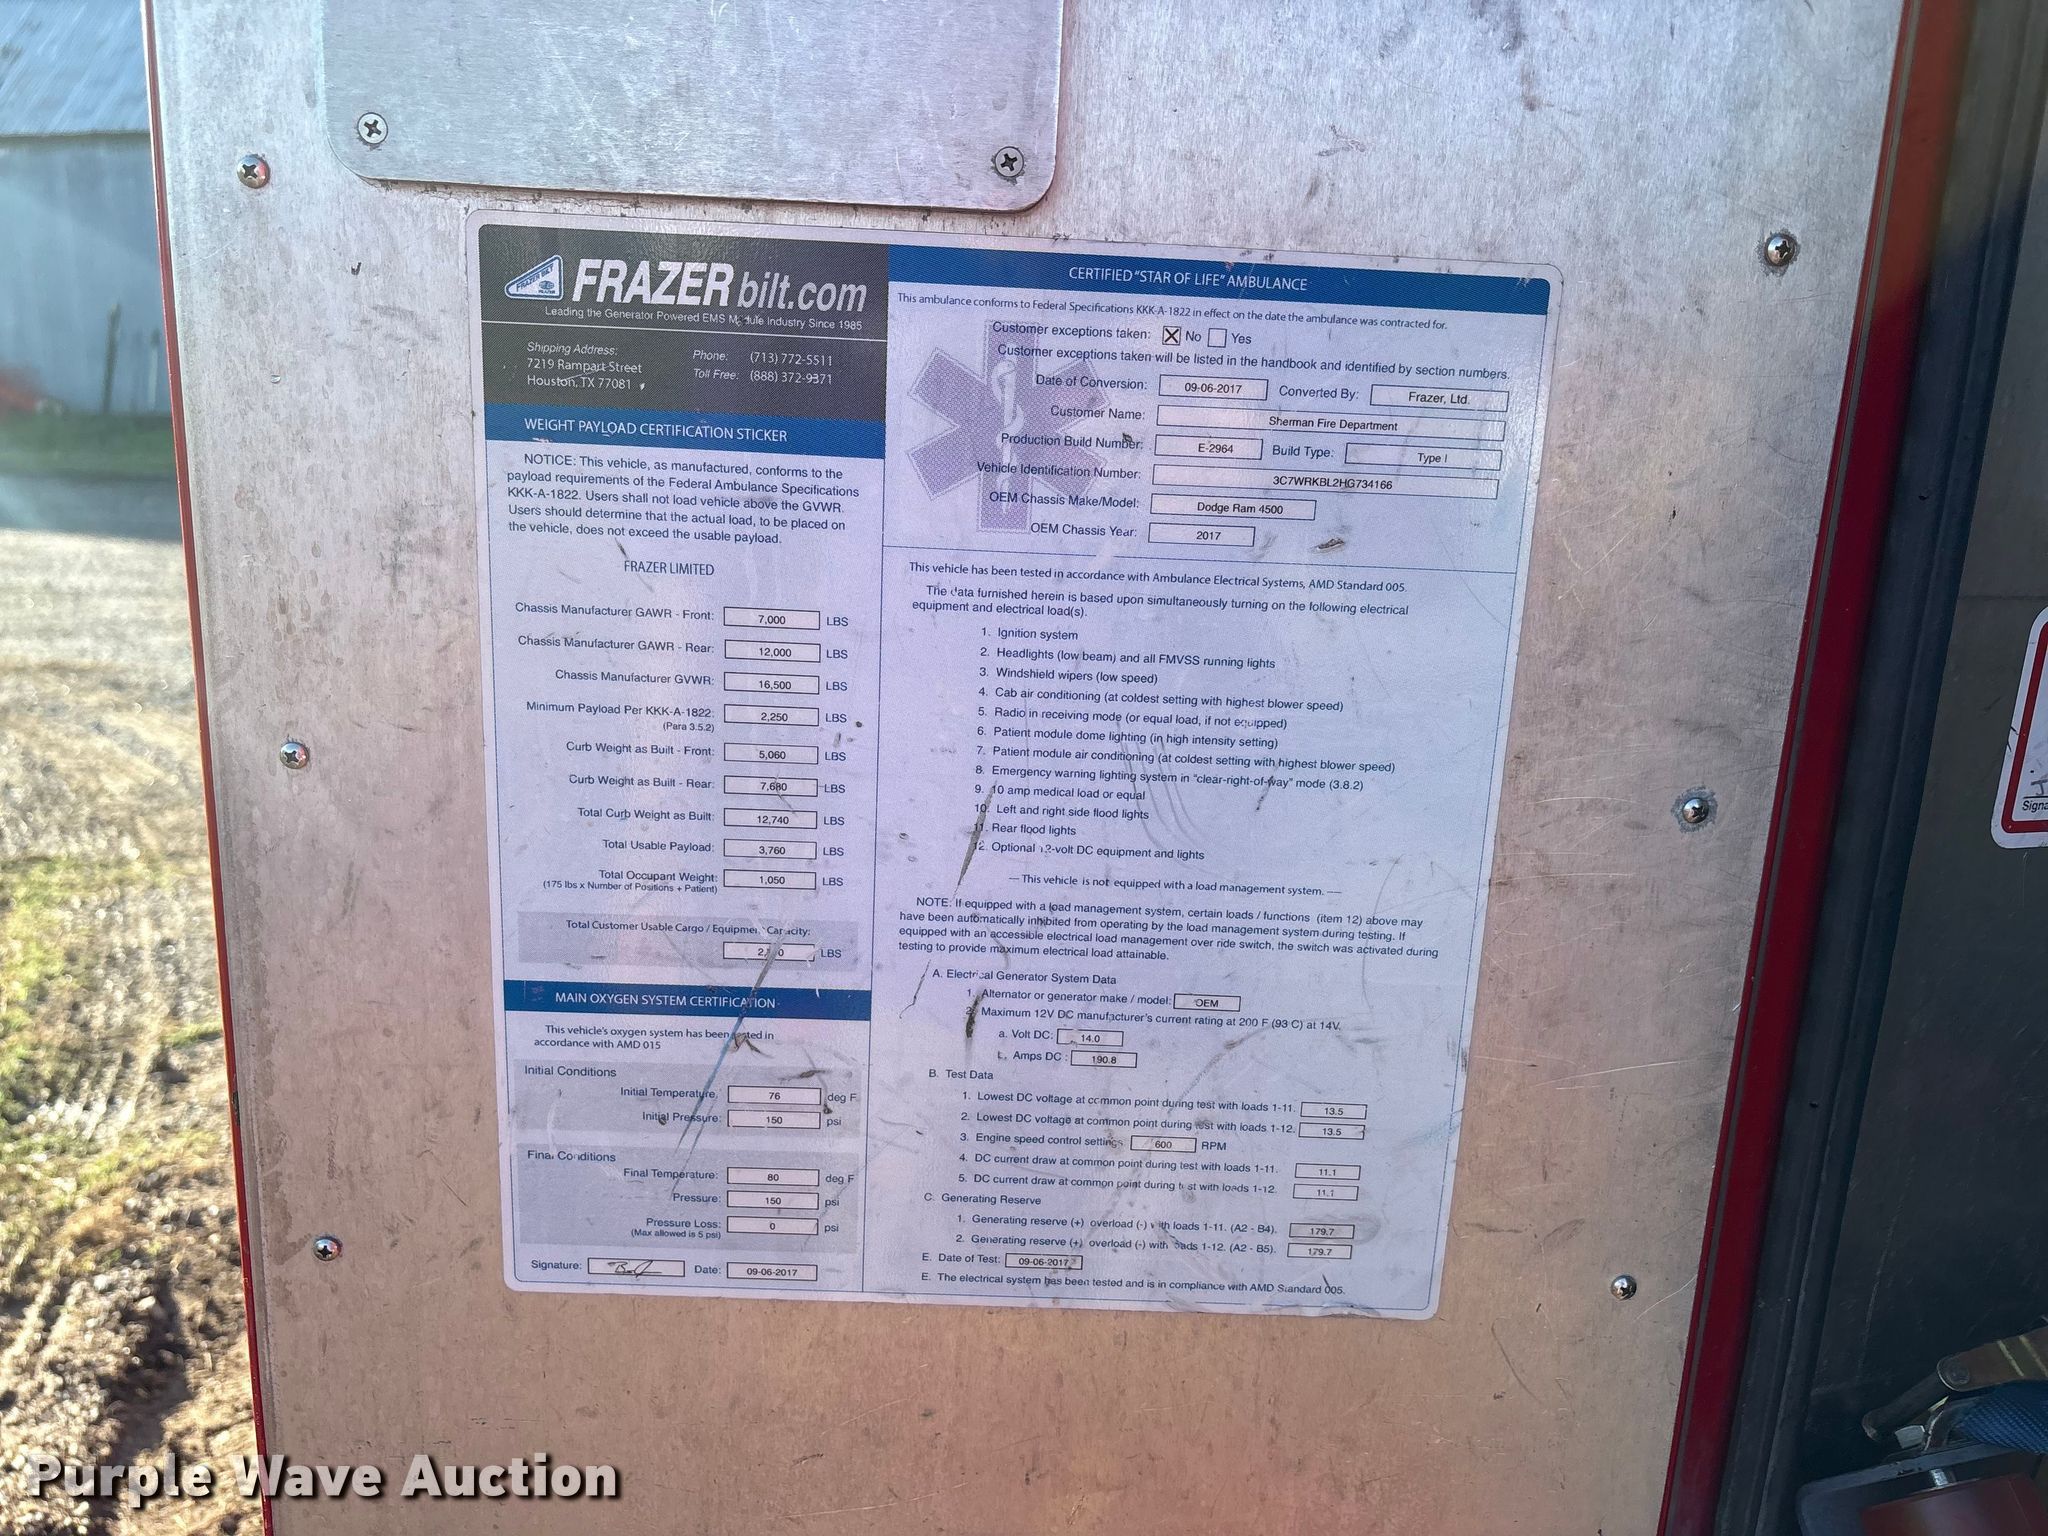 FRAZER BILT
FRAZER bilt.com
Leading the Generator Powered EMS Module Industry Since 1985
Shipping Address:
7219 Rampart Street
Houston, TX 77081
Phone: (713) 772-5511
Toll Free: (888) 372-9371
WEIGHT PAYLOAD CERTIFICATION STICKER
NOTICE: This vehicle, as manufactured, conforms to the
payload requirements of the Federal Ambulance Specifications
KKK-A-1822. Users shall not load vehicle above the GVWR.
Users should determine that the actual load, to be placed on
the vehicle, does not exceed the usable payload.
FRAZER LIMITED
Chassis Manufacturer GAWR - Front: 7,000 LBS
Chassis Manufacturer GAWR - Rear: 12,000 LBS
Chassis Manufacturer GVWR: 16,500 LBS
Minimum Payload Per KKK-A-1822: 2,250 LBS
(Para 3.5.2)
Curb Weight as Built - Front: 5,060 LBS
Curb Weight as Built - Rear: 7,680 LBS
Total Curb Weight as Built: 12,740 LBS
Total Usable Payload: 3,760 LBS
Total Occupant Weight: 1,050 LBS
(175 lbs x Number of Positions + Patient)
Total Customer Usable Cargo / Equipment Capacity:
LBS
MAIN OXYGEN SYSTEM CERTIFICATION
This vehicle's oxygen system has been tested in
accordance with AMD 015
Initial Conditions
Initial Temperature: 76 deg F
Initial Pressure: 150 psi
Final Conditions
Final Temperature: 80 deg F
Pressure: 150 psi
Pressure Loss: 0 psi
(Max allowed is 5 psi)
Signature: Date: 09-06-2017
CERTIFIED "STAR OF LIFE" AMBULANCE
This ambulance conforms to Federal Specifications KKK-A-1822 in effect on the date the ambulance was contracted for.
Customer exceptions taken: ☒ No ☐ Yes
Customer exceptions taken will be listed in the handbook and identified by section numbers.
Date of Conversion: 09-06-2017 Converted By: Frazer, Ltd.
Customer Name: Sherman Fire Department
Production Build Number: E-2964 Build Type: Type I
Vehicle Identification Number: 3C7WRKBL2HG734166
OEM Chassis Make/Model: Dodge Ram 4500
OEM Chassis Year: 2017
This vehicle has been tested in accordance with Ambulance Electrical Systems, AMD Standard 005.
The data furnished herein is based upon simultaneously turning on the following electrical
equipment and electrical load(s).
1. Ignition system
2. Headlights (low beam) and all FMVSS running lights
3. Windshield wipers (low speed)
4. Cab air conditioning (at coldest setting with highest blower speed)
5. Radio in receiving mode (or equal load, if not equipped)
6. Patient module dome lighting (in high intensity setting)
7. Patient module air conditioning (at coldest setting with highest blower speed)
8. Emergency warning lighting system in "clear-right-of-way" mode (3.8.2)
9. 10 amp medical load or equal
10. Left and right side flood lights
11. Rear flood lights
12. Optional 12-volt DC equipment and lights
— This vehicle is not equipped with a load management system. —
NOTE: If equipped with a load management system, certain loads / functions (item 12) above may
have been automatically inhibited from operating by the load management system during testing. If
equipped with an accessible electrical load management over ride switch, the switch was activated during
testing to provide maximum electrical load attainable.
A. Electrical Generator System Data
1. Alternator or generator make / model: OEM
2. Maximum 12V DC manufacturer's current rating at 200 F (93 C) at 14V.
a. Volt DC: 14.0
b. Amps DC : 190.8
B. Test Data
1. Lowest DC voltage at common point during test with loads 1-11. 13.5
2. Lowest DC voltage at common point during test with loads 1-12. 13.5
3. Engine speed control settings. 600 RPM
4. DC current draw at common point during test with loads 1-11. 11.1
5. DC current draw at common point during test with loads 1-12. 11.1
C. Generating Reserve
1. Generating reserve (+) overload (-) with loads 1-11. (A2 - B4). 179.7
2. Generating reserve (+) overload (-) with loads 1-12. (A2 - B5). 179.7
E. Date of Test: 09-06-2017
E. The electrical system has been tested and is in compliance with AMD Standard 005.
Signa
Purple Wave Auction